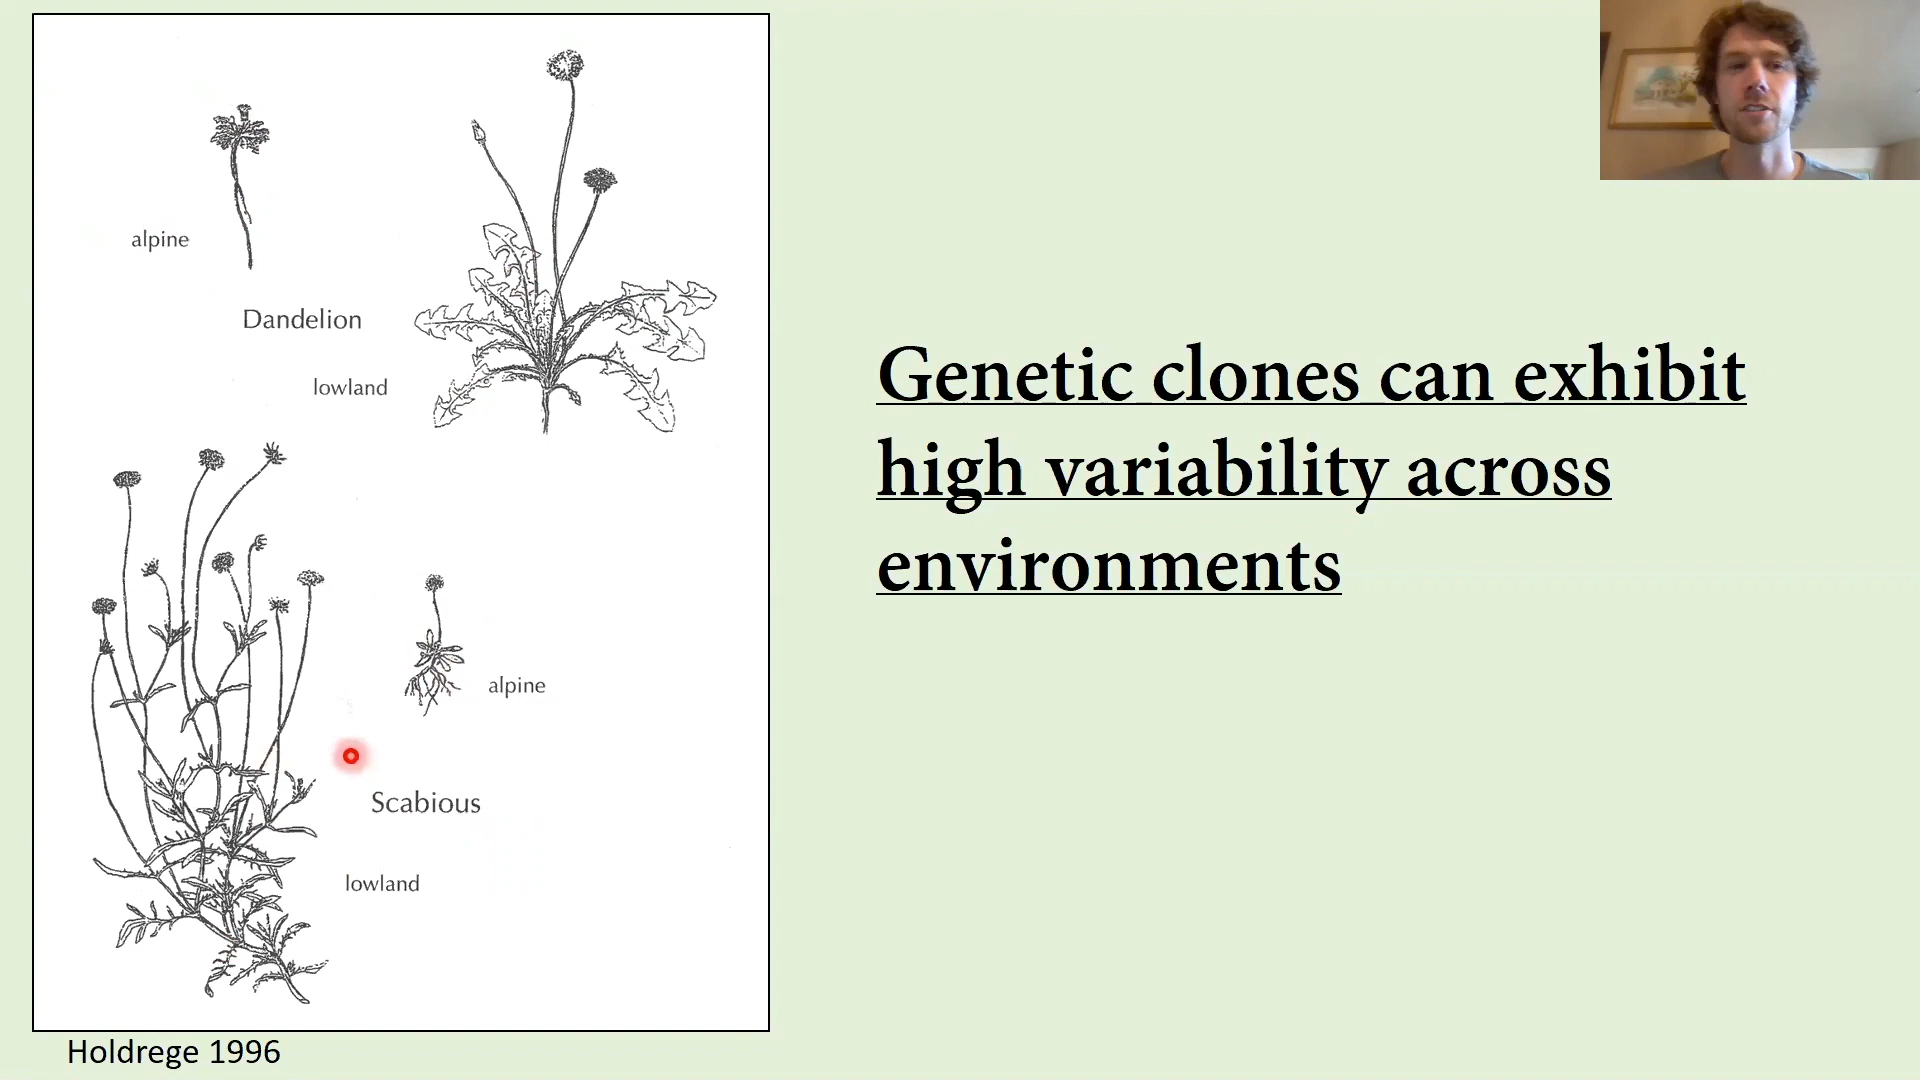 alpine
Dandelion
lowland
alpine
Scabious
lowland
Holdrege 1996
Genetic clones can exhibit
high variability across
environments